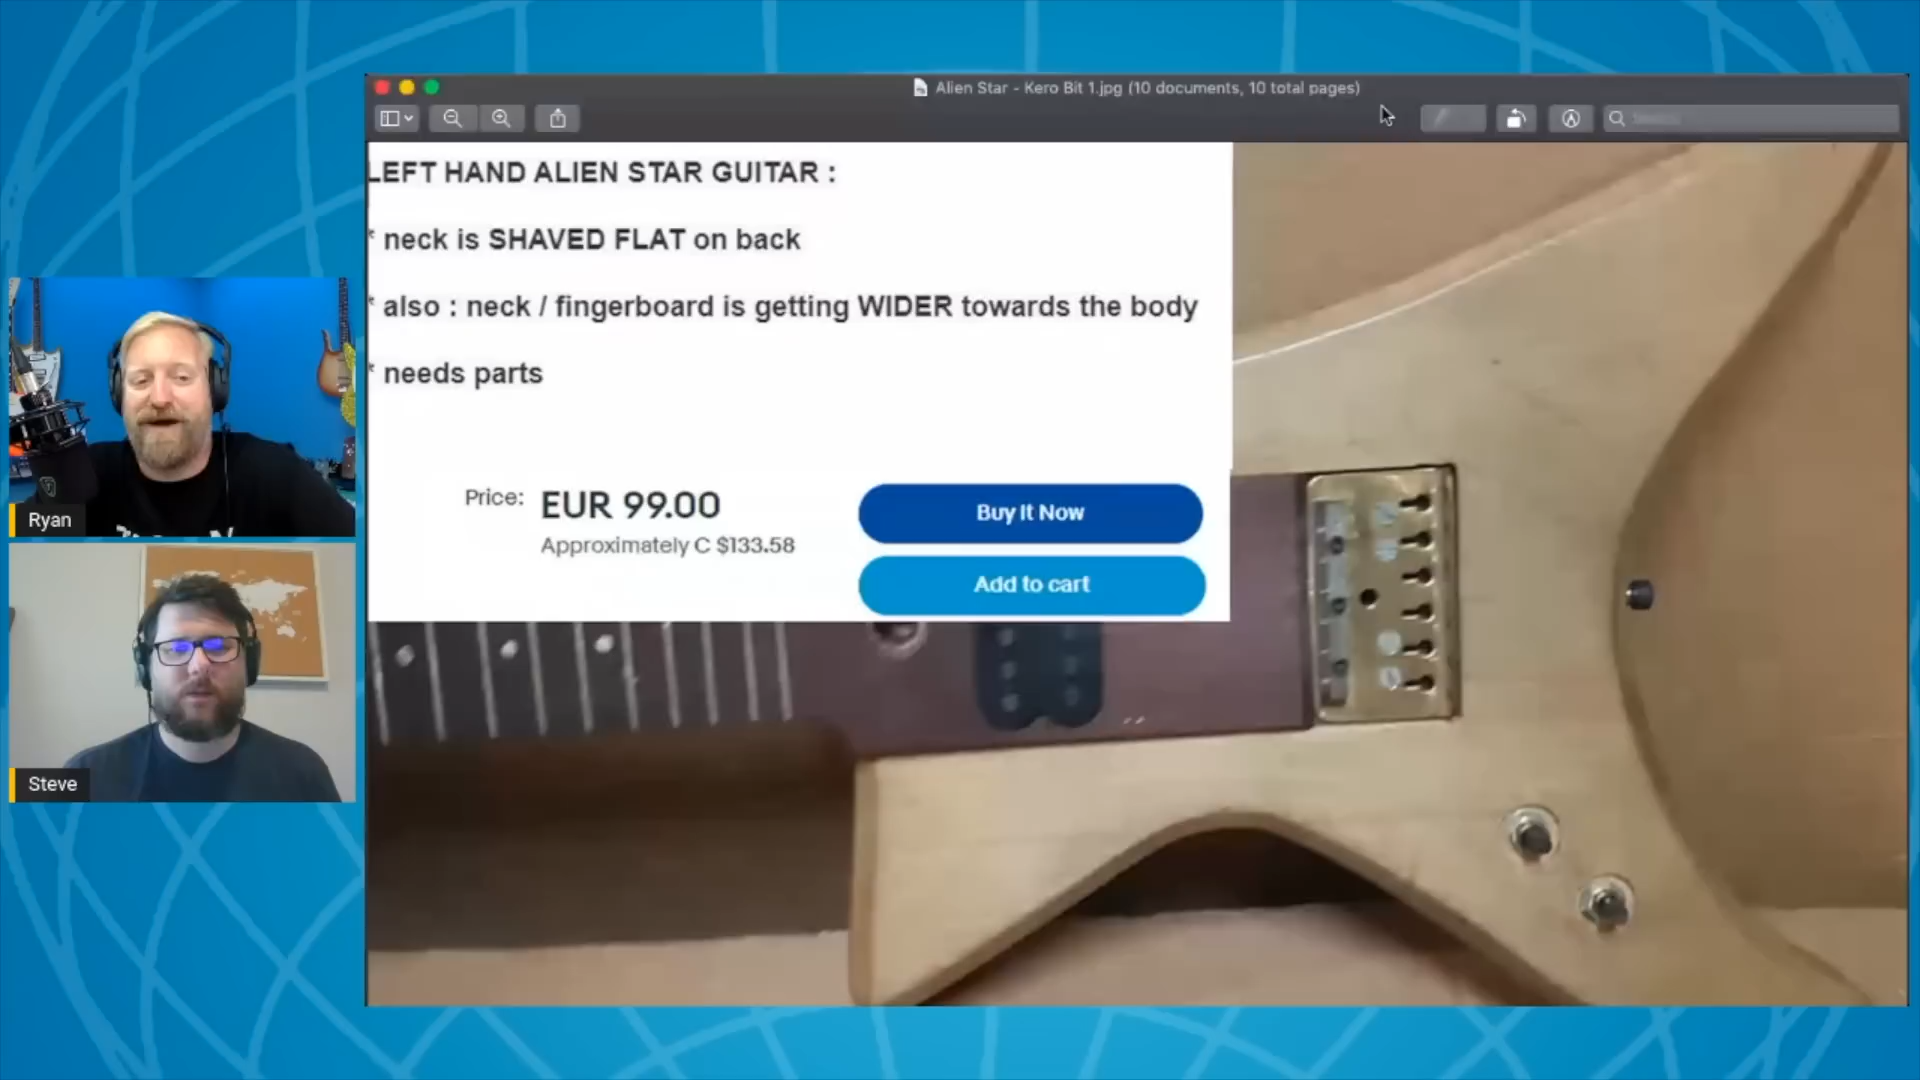 Alien Star - Kero Bit 1.jpg (10 documents, 10 total pages)
LEFT HAND ALIEN STAR GUITAR :
* neck is SHAVED FLAT on back
* also : neck / fingerboard is getting WIDER towards the body
* needs parts
Price: EUR 99.00
Approximately C $133.58
Buy It Now
Add to cart
Ryan
Steve